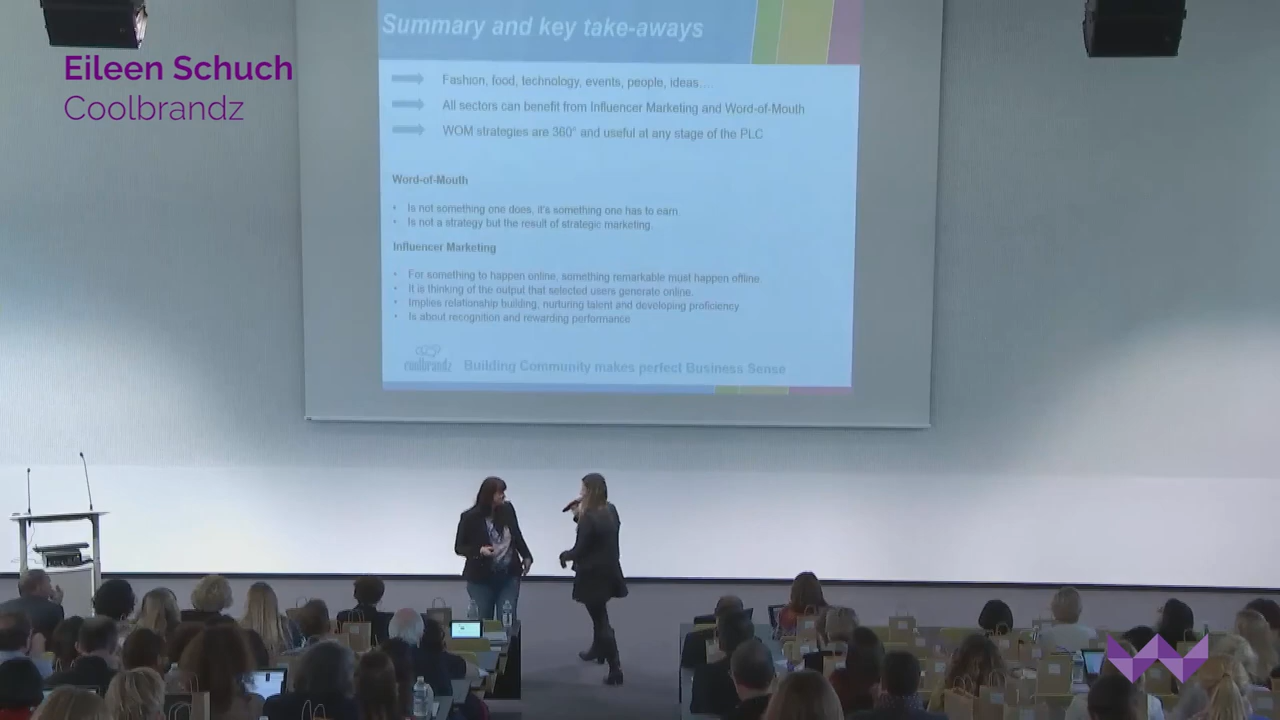 Eileen Schuch
Coolbrandz
Summary and key take-aways
Fashion, food, technology, events, people, ideas....
All sectors can benefit from Influencer Marketing and Word-of-Mouth
WOM strategies are 360° and useful at any stage of the PLC
Word-of-Mouth
• Is not something one does, it's something one has to earn.
• Is not a strategy but the result of strategic marketing.
Influencer Marketing
• For something to happen online, something remarkable must happen offline.
• It is thinking of the output that selected users generate online.
• Implies relationship building, nurturing talent and developing proficiency
• Is about recognition and rewarding performance
coolbrandz Building Community makes perfect Business Sense